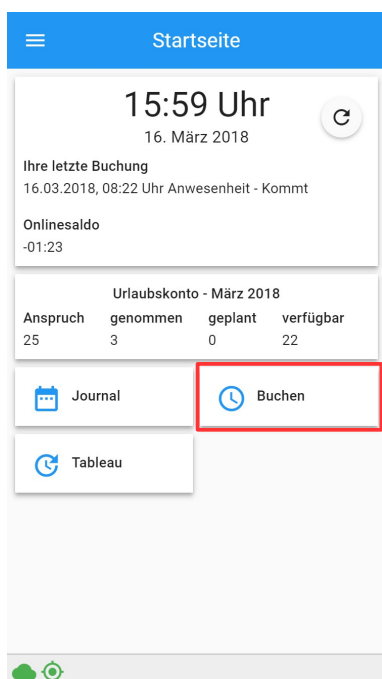 Startseite
15:59 Uhr
16. März 2018
Ihre letzte Buchung
16.03.2018, 08:22 Uhr Anwesenheit - Kommt
Onlinesaldo
-01:23
Urlaubskonto - März 2018
Anspruch genommen geplant verfügbar
25 3 0 22
Journal Buchen
Tableau